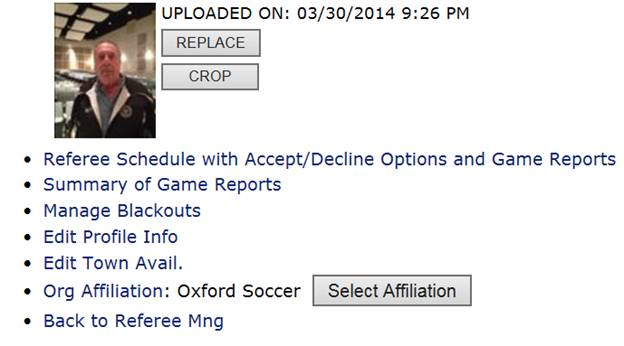 UPLOADED ON: 03/30/2014 9:26 PM
REPLACE
CROP
Referee Schedule with Accept/Decline Options and Game Reports
Summary of Game Reports
Manage Blackouts
Edit Profile Info
Edit Town Avail.
Org Affiliation: Oxford Soccer Select Affiliation
Back to Referee Mng